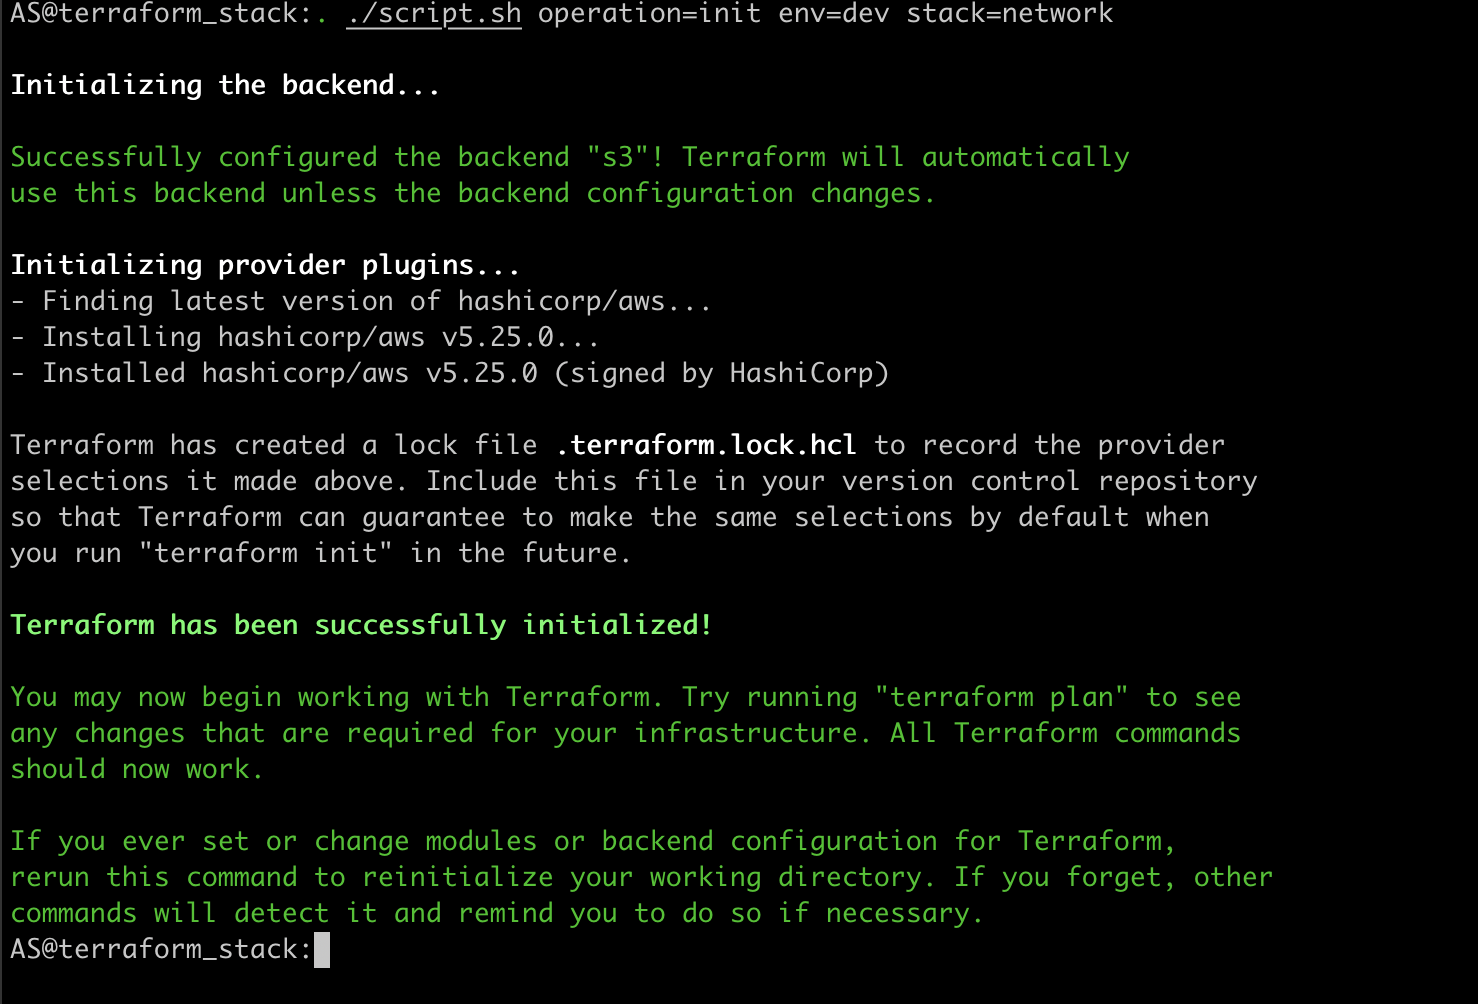 AS@terraform_stack:. ./script.sh operation=init env=dev stack=network
Initializing the backend...
Successfully configured the backend "s3"! Terraform will automatically
use this backend unless the backend configuration changes.
Initializing provider plugins...
- Finding latest version of hashicorp/aws...
- Installing hashicorp/aws v5.25.0...
- Installed hashicorp/aws v5.25.0 (signed by HashiCorp)
Terraform has created a lock file .terraform.lock.hcl to record the provider
selections it made above. Include this file in your version control repository
so that Terraform can guarantee to make the same selections by default when
you run "terraform init" in the future.
Terraform has been successfully initialized!
You may now begin working with Terraform. Try running "terraform plan" to see
any changes that are required for your infrastructure. All Terraform commands
should now work.
If you ever set or change modules or backend configuration for Terraform,
rerun this command to reinitialize your working directory. If you forget, other
commands will detect it and remind you to do so if necessary.
AS@terraform_stack: